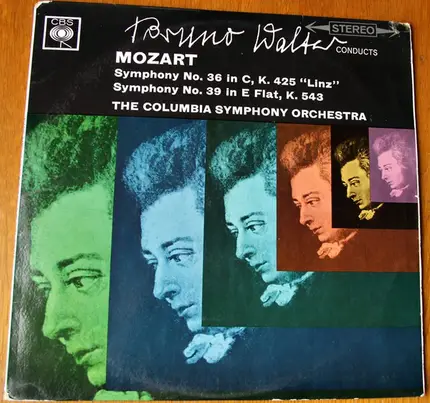 CBS
Bruno Walter
STEREO
CONDUCTS
MOZART
Symphony No. 36 in C, K. 425 “Linz”
Symphony No. 39 in E Flat, K. 543
THE COLUMBIA SYMPHONY ORCHESTRA